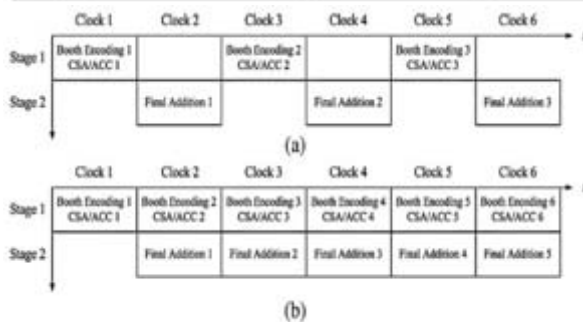 Clock 1 Clock 2 Clock 3 Clock 4 Clock 5 Clock 6
Stage 1
Booth Encoding 1 Booth Encoding 2 Booth Encoding 3
CSA/ACC 1 CSA/ACC 2 CSA/ACC 3
Stage 2 Final Addition 1 Final Addition 2 Final Addition 3
(a)
Clock 1 Clock 2 Clock 3 Clock 4 Clock 5 Clock 6
Stage 1
Booth Encoding 1 Booth Encoding 2 Booth Encoding 3 Booth Encoding 4 Booth Encoding 5 Booth Encoding 6
CSA/ACC 1 CSA/ACC 2 CSA/ACC 3 CSA/ACC 4 CSA/ACC 5 CSA/ACC 6
Stage 2 Final Addition 1 Final Addition 2 Final Addition 3 Final Addition 4 Final Addition 5
(b)